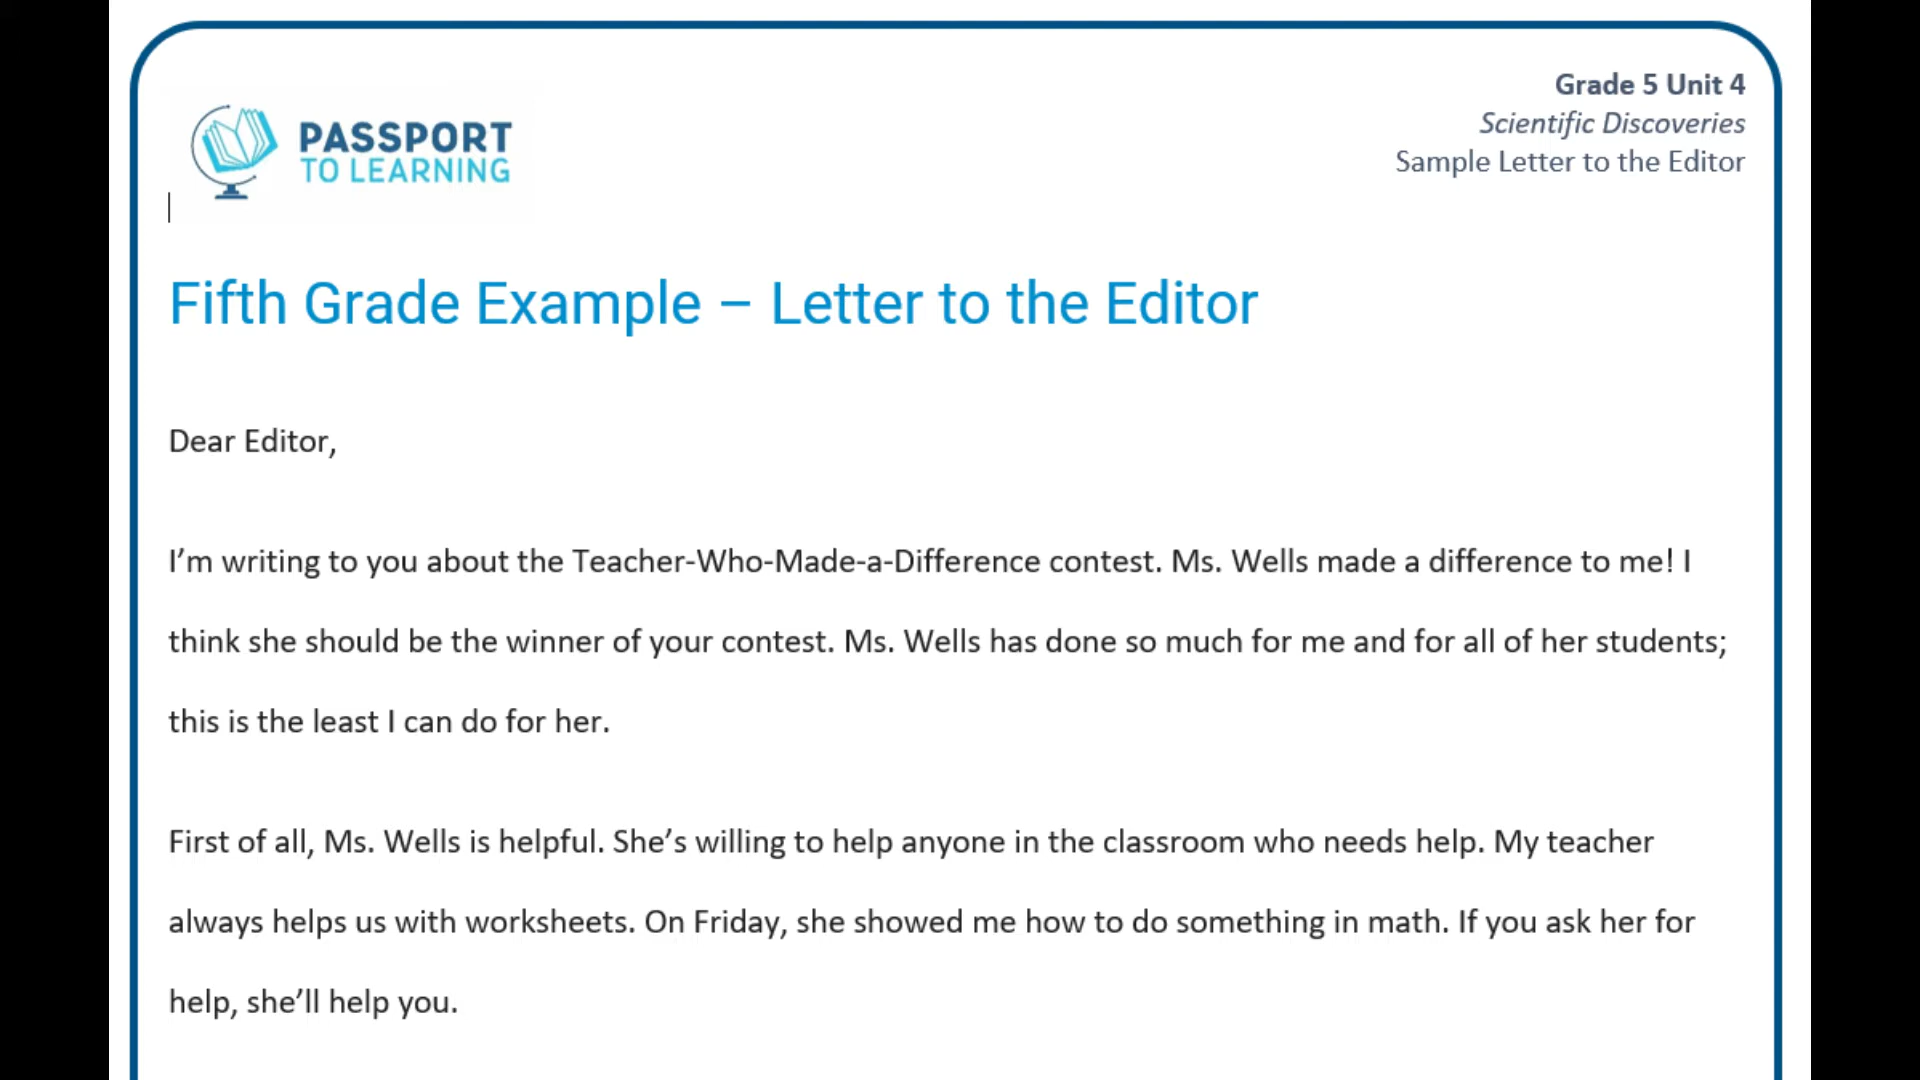 PASSPORT
TO LEARNING
Grade 5 Unit 4
Scientific Discoveries
Sample Letter to the Editor
Fifth Grade Example – Letter to the Editor
Dear Editor,
I’m writing to you about the Teacher-Who-Made-a-Difference contest. Ms. Wells made a difference to me! I
think she should be the winner of your contest. Ms. Wells has done so much for me and for all of her students;
this is the least I can do for her.
First of all, Ms. Wells is helpful. She’s willing to help anyone in the classroom who needs help. My teacher
always helps us with worksheets. On Friday, she showed me how to do something in math. If you ask her for
help, she’ll help you.